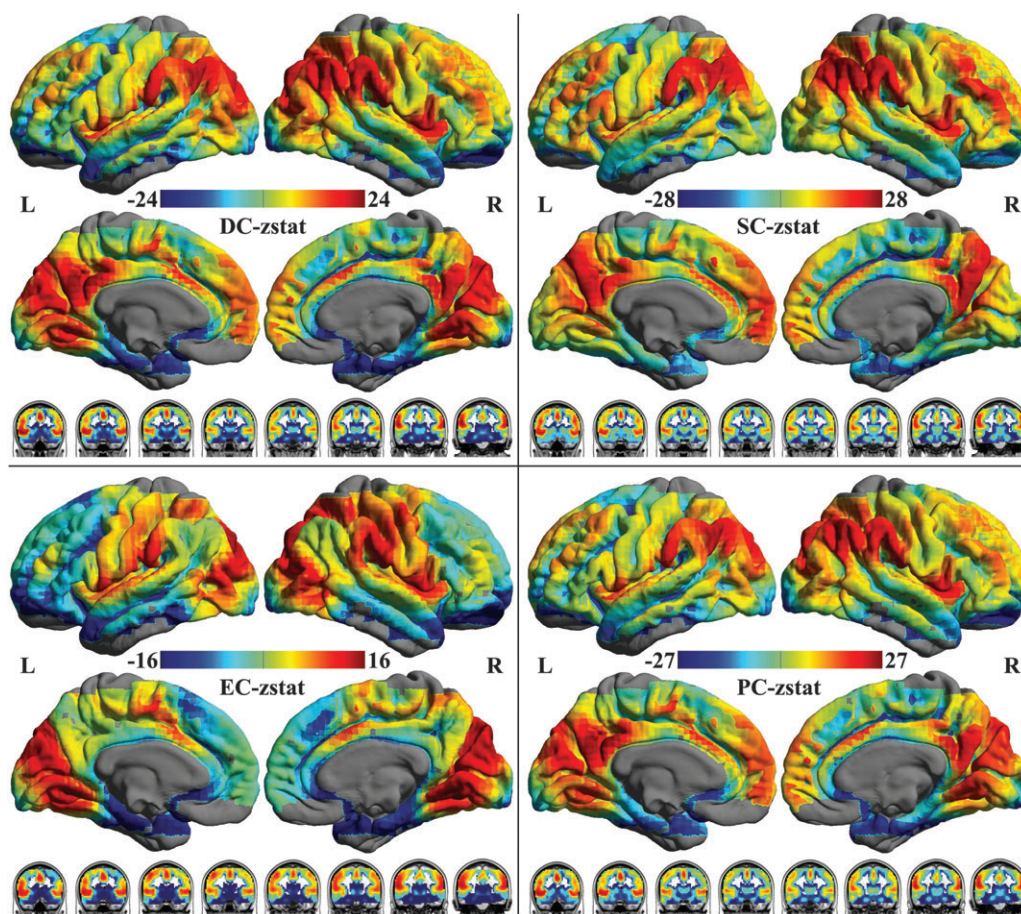 L -24 24 R
DC-zstat
L -28 28 R
SC-zstat
L -16 16 R
EC-zstat
L -27 27 R
PC-zstat